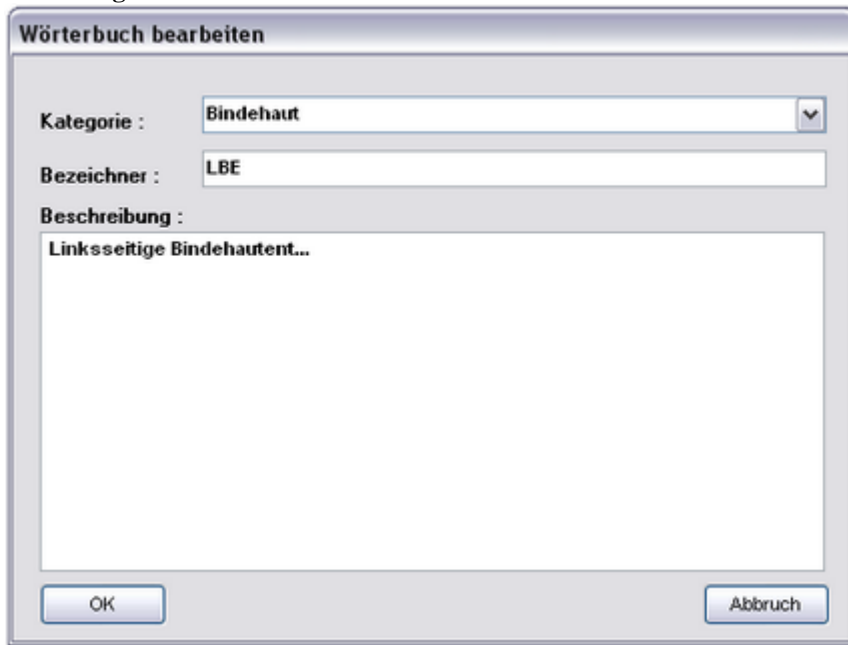 Wörterbuch bearbeiten
Kategorie : Bindehaut
Bezeichner : LBE
Beschreibung :
Linksseitige Bindehautent...
OK Abbruch